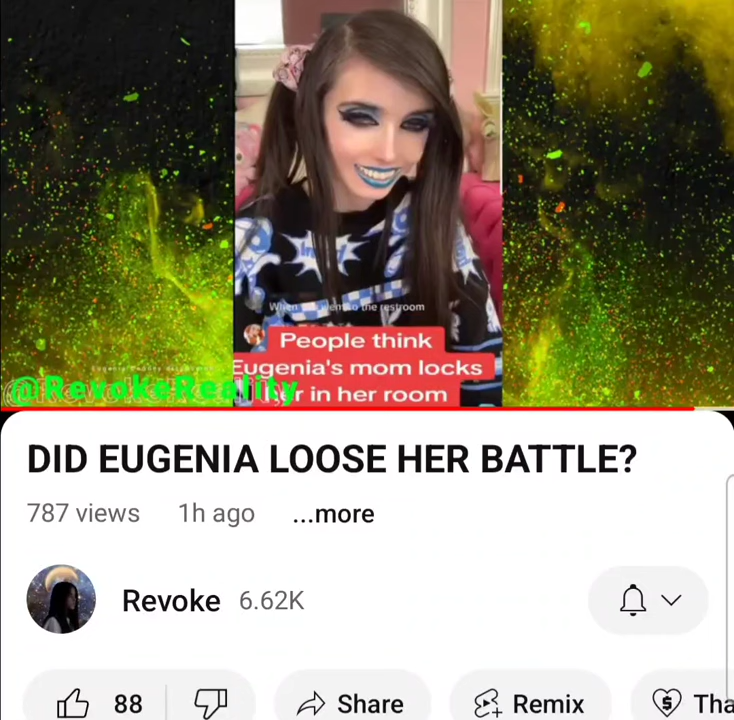 When
to the restroom
People think
Eugenia's mom locks
her in her room
@RevokeReality
DID EUGENIA LOOSE HER BATTLE?
787 views 1h ago ...more
Revoke 6.62K
88 Share Remix Tha